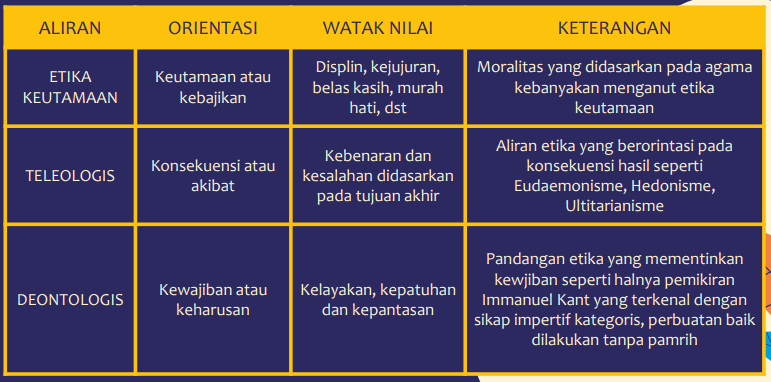 ALIRAN
ORIENTASI
WATAK NILAI
KETERANGAN
ETIKA
KEUTAMAAN
Keutamaan atau
kebajikan
Displin, kejujuran,
belas kasih, murah
hati, dst
Moralitas yang didasarkan pada agama
kebanyakan menganut etika
keutamaan
TELEOLOGIS
Konsekuensi atau
akibat
Kebenaran dan
kesalahan didasarkan
pada tujuan akhir
Aliran etika yang berorintasi pada
konsekuensi hasil seperti
Eudaemonisme, Hedonisme,
Ultitarianisme
DEONTOLOGIS
Kewajiban atau
keharusan
Kelayakan, kepatuhan
dan kepantasan
Pandangan etika yang mementinkan
kewjiban seperti halnya pemikiran
Immanuel Kant yang terkenal dengan
sikap impertif kategoris, perbuatan baik
dilakukan tanpa pamrih